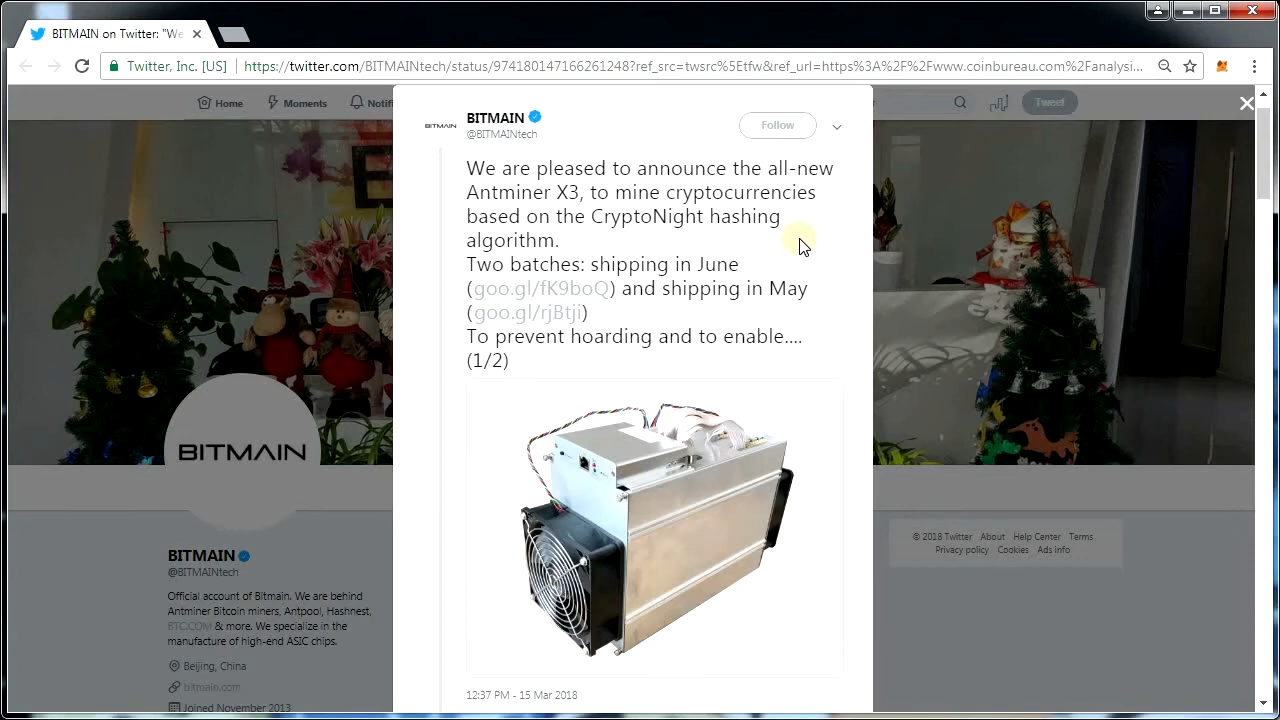 BITMAIN on Twitter: "We
Twitter, Inc. [US]
https://twitter.com/BITMAINtech/status/974180147166261248?ref_src=twsrc%5Etfw&ref_url=https%3A%2F%2Fwww.coinbureau.com%2Fanalysi...
Home
Moments
Notifi
Tweet
BITMAIN
BITMAIN
@BITMAINtech
Follow
We are pleased to announce the all-new
Antminer X3, to mine cryptocurrencies
based on the CryptoNight hashing
algorithm.
Two batches: shipping in June
(goo.gl/fK9boQ) and shipping in May
(goo.gl/rjBtji)
To prevent hoarding and to enable....
(1/2)
12:37 PM - 15 Mar 2018
BITMAIN
BITMAIN
@BITMAINtech
Official account of Bitmain. We are behind
Antminer Bitcoin miners, Antpool, Hashnest,
BTC.COM & more. We specialize in the
manufacture of high-end ASIC chips.
Beijing, China
bitmain.com
Joined November 2013
© 2018 Twitter About Help Center Terms
Privacy policy Cookies Ads info